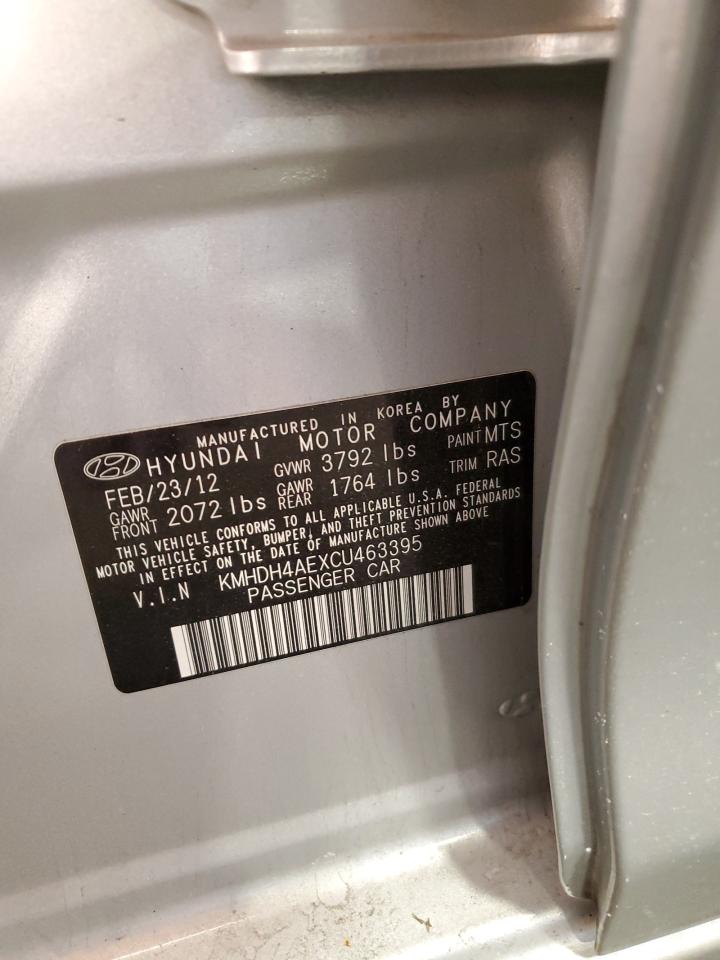 MANUFACTURED IN KOREA BY
HYUNDAI MOTOR COMPANY
FEB/23/12 GVWR 3792 lbs PAINT MTS
GAWR FRONT 2072 lbs GAWR REAR 1764 lbs TRIM RAS
THIS VEHICLE CONFORMS TO ALL APPLICABLE U.S.A. FEDERAL
MOTOR VEHICLE SAFETY, BUMPER, AND THEFT PREVENTION STANDARDS
IN EFFECT ON THE DATE OF MANUFACTURE SHOWN ABOVE
V.I.N KMHDH4AEXCU463395
PASSENGER CAR